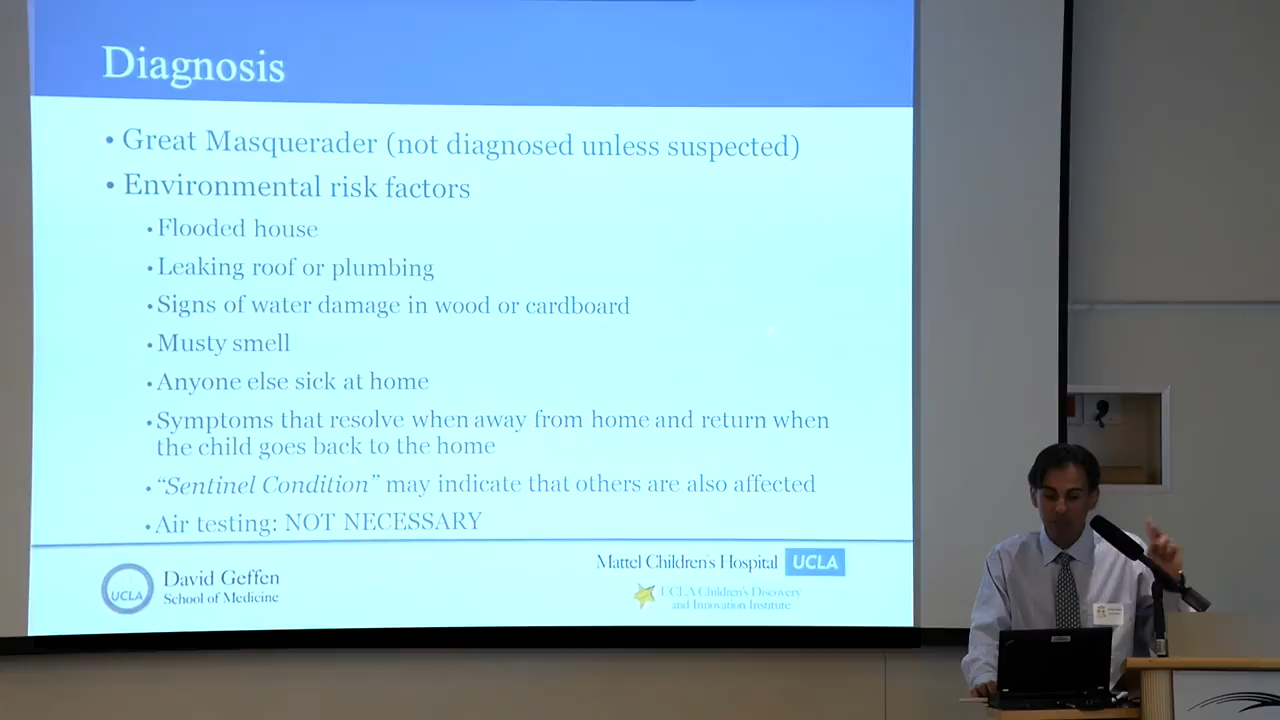 Diagnosis
• Great Masquerader (not diagnosed unless suspected)
• Environmental risk factors
• Flooded house
• Leaking roof or plumbing
• Signs of water damage in wood or cardboard
• Musty smell
• Anyone else sick at home
• Symptoms that resolve when away from home and return when
the child goes back to the home
• "Sentinel Condition" may indicate that others are also affected
• Air testing: NOT NECESSARY
UCLA
David Geffen
School of Medicine
Mattel Children's Hospital UCLA
UCLA Children's Discovery
and Innovation Institute